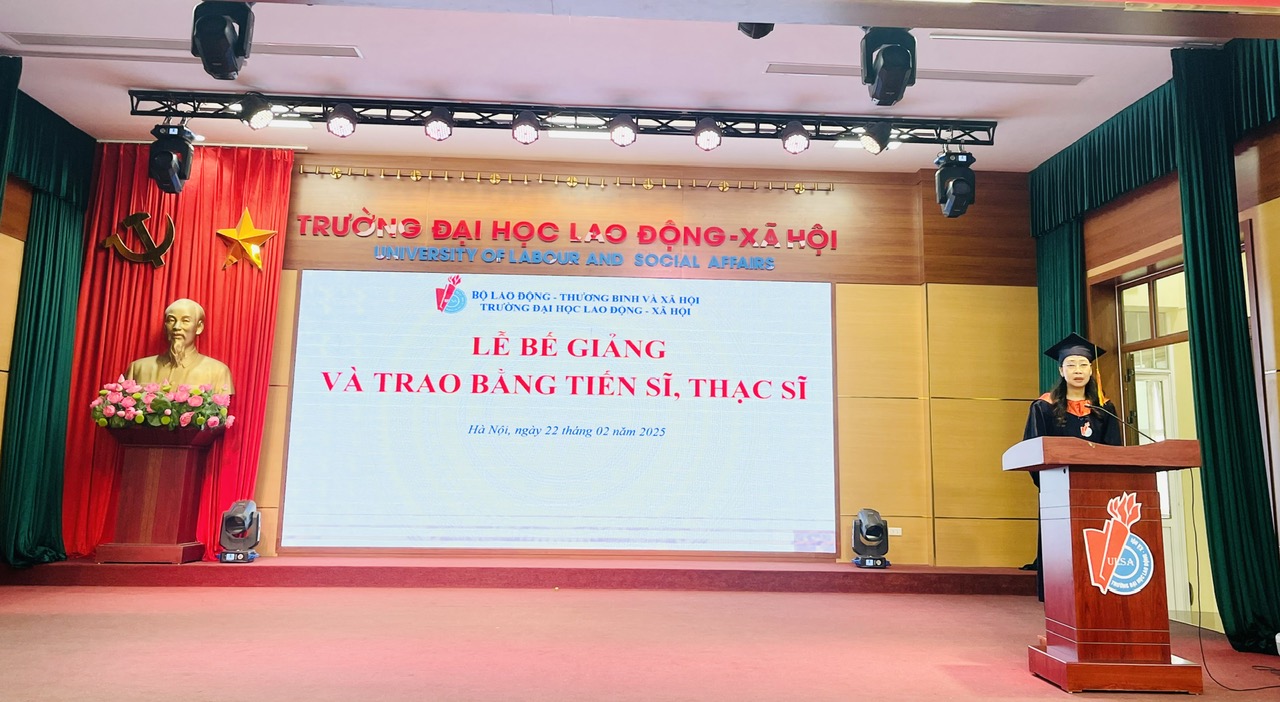 TRƯỜNG ĐẠI HỌC LAO ĐỘNG-XÃ HỘI
UNIVERSITY OF LABOUR AND SOCIAL AFFAIRS
BỘ LAO ĐỘNG - THƯƠNG BINH VÀ XÃ HỘI
TRƯỜNG ĐẠI HỌC LAO ĐỘNG - XÃ HỘI
LỄ BẾ GIẢNG
VÀ TRAO BẰNG TIẾN SĨ, THẠC SĨ
Hà Nội, ngày 22 tháng 02 năm 2025
ULSA